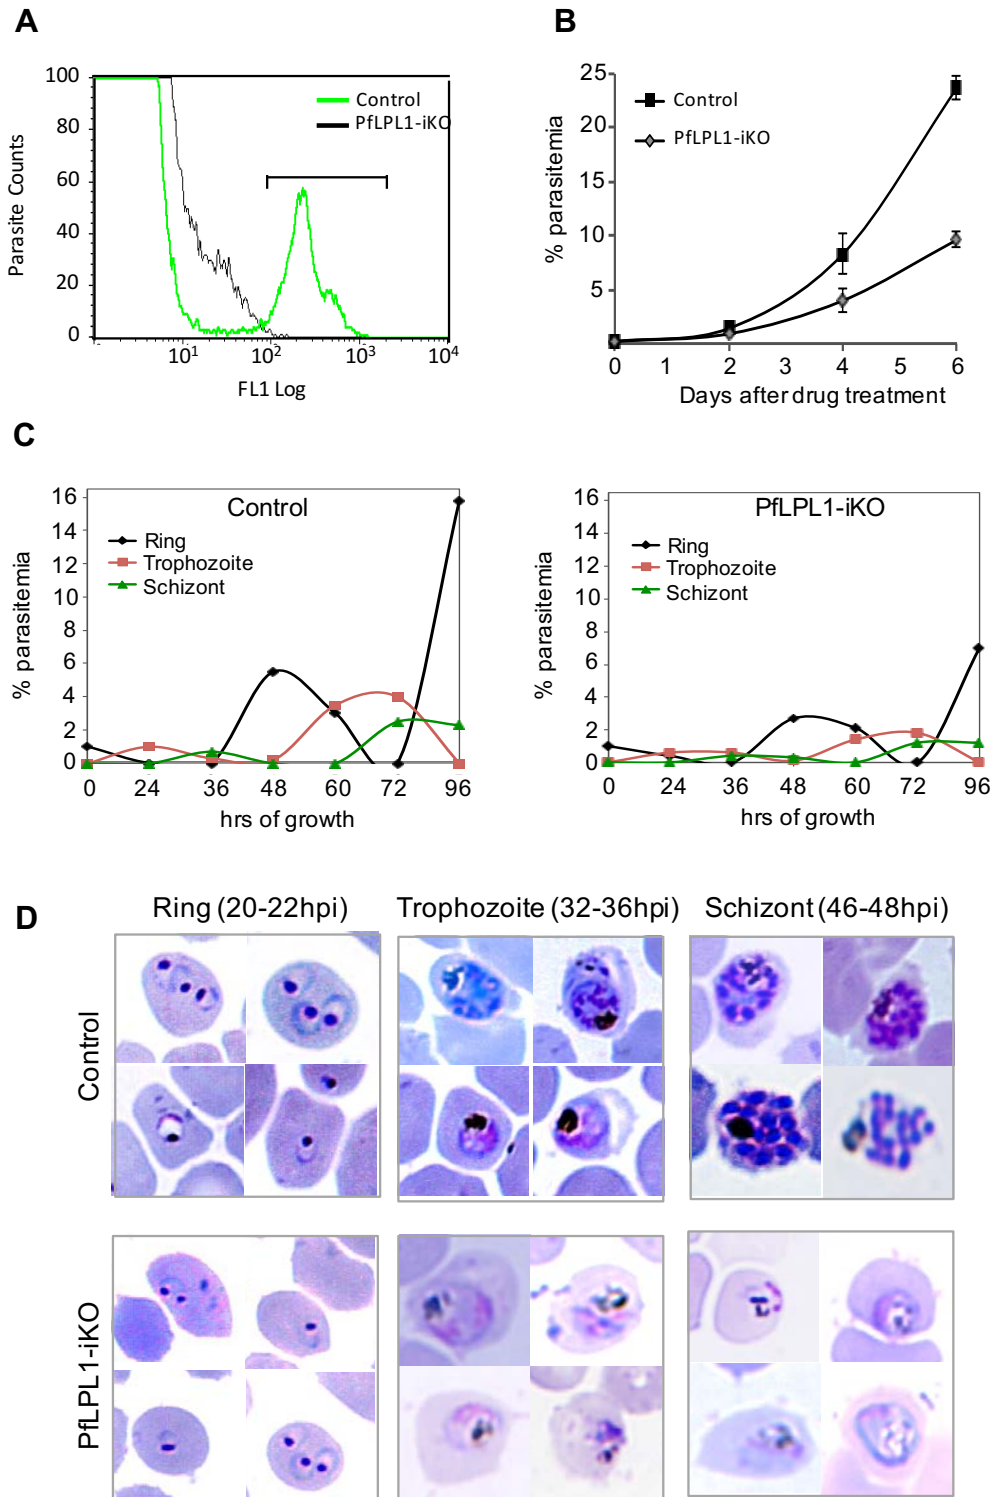 A
100
80
60
40
20
0
Parasite Counts
Control
PfLPL1-iKO
10¹
10²
10³
10⁴
FL1 Log
B
25
20
15
10
5
% parasitemia
Control
PfLPL1-iKO
0 1 2 3 4 5 6
Days after drug treatment
C
Control
16
14
12
10
8
6
4
2
0
% parasitemia
Ring
Trophozoite
Schizont
0 24 36 48 60 72 96
hrs of growth
PfLPL1-iKO
16
14
12
10
8
6
4
2
0
% parasitemia
Ring
Trophozoite
Schizont
0 24 36 48 60 72 96
hrs of growth
D
Ring (20-22hpi) Trophozoite (32-36hpi) Schizont (46-48hpi)
Control
PfLPL1-iKO